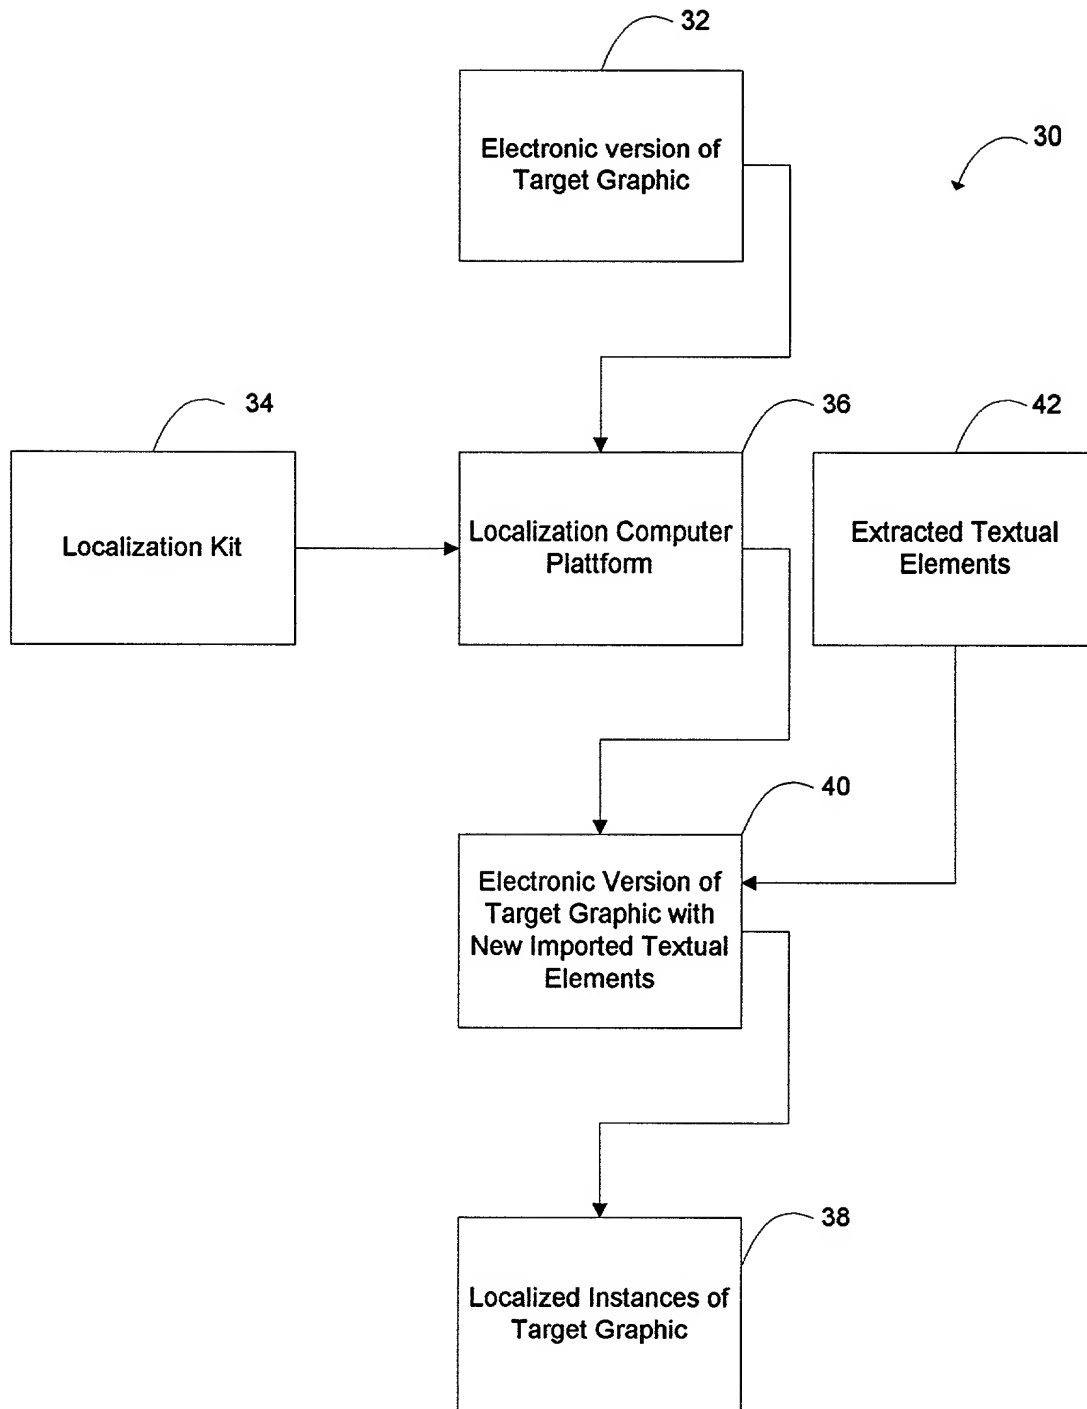 32
Electronic version of
Target Graphic
30
34
Localization Kit
36
Localization Computer
Plattform
42
Extracted Textual
Elements
40
Electronic Version of
Target Graphic with
New Imported Textual
Elements
38
Localized Instances of
Target Graphic